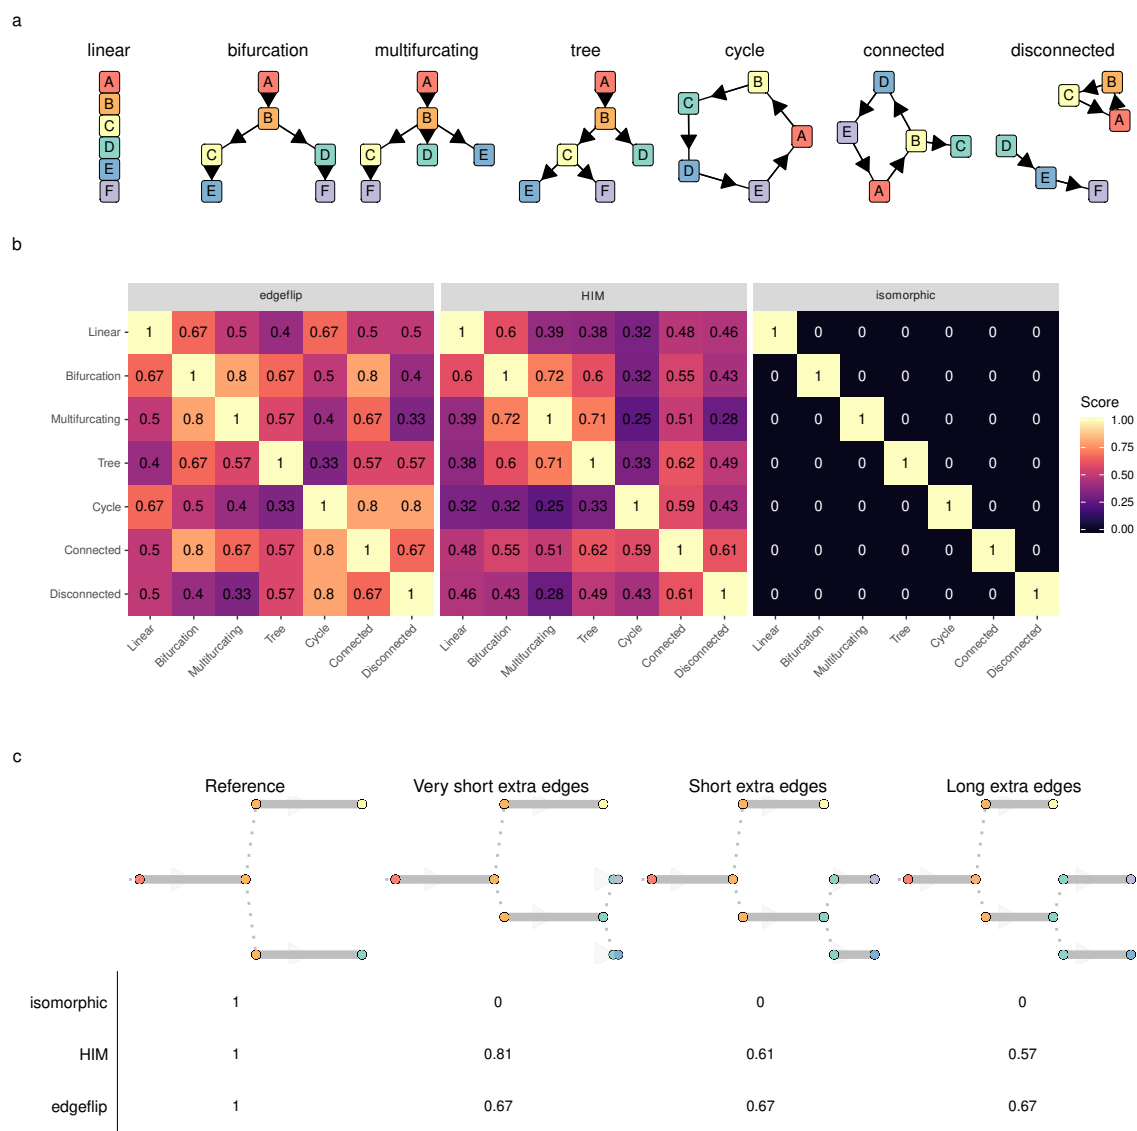 a
linear bifurcation multifurcating tree cycle connected disconnected
A A A A B D B
B C C
B B B B C A
C E B C
D A D
C D C D E C D D E
E F
F E F F E F E A
b
edgeflip HIM isomorphic
Linear 1 0.67 0.5 0.4 0.67 0.5 0.5 1 0.6 0.39 0.38 0.32 0.48 0.46 1 0 0 0 0 0 0
Bifurcation 0.67 1 0.8 0.67 0.5 0.8 0.4 0.6 1 0.72 0.6 0.32 0.55 0.43 0 1 0 0 0 0 0
Multifurcating 0.5 0.8 1 0.57 0.4 0.67 0.33 0.39 0.72 1 0.71 0.25 0.51 0.28 0 0 1 0 0 0 0
Tree 0.4 0.67 0.57 1 0.33 0.57 0.57 0.38 0.6 0.71 1 0.33 0.62 0.49 0 0 0 1 0 0 0
Cycle 0.67 0.5 0.4 0.33 1 0.8 0.8 0.32 0.32 0.25 0.33 1 0.59 0.43 0 0 0 0 1 0 0
Connected 0.5 0.8 0.67 0.57 0.8 1 0.67 0.48 0.55 0.51 0.62 0.59 1 0.61 0 0 0 0 0 1 0
Disconnected 0.5 0.4 0.33 0.57 0.8 0.67 1 0.46 0.43 0.28 0.49 0.43 0.61 1 0 0 0 0 0 0 1
Linear Bifurcation Multifurcating Tree Cycle Connected Disconnected Linear Bifurcation Multifurcating Tree Cycle Connected Disconnected Linear Bifurcation Multifurcating Tree Cycle Connected Disconnected
Score
1.00
0.75
0.50
0.25
0.00
c
Reference Very short extra edges Short extra edges Long extra edges
isomorphic 1 0 0 0
HIM 1 0.81 0.61 0.57
edgeflip 1 0.67 0.67 0.67